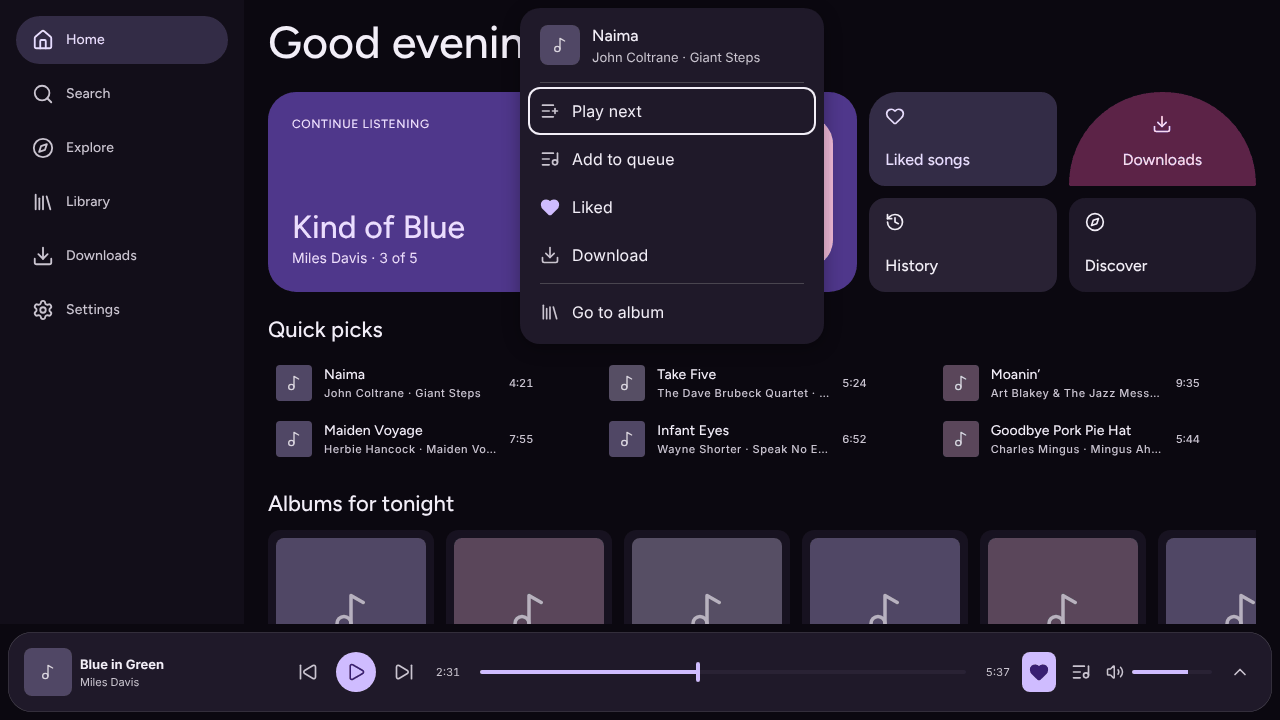 Home
Search
Explore
Library
Downloads
Settings
Good evenin
Naima
John Coltrane · Giant Steps
Play next
Add to queue
Liked
Download
Go to album
CONTINUE LISTENING
Kind of Blue
Miles Davis · 3 of 5
Liked songs
Downloads
History
Discover
Quick picks
Naima
John Coltrane · Giant Steps
4:21
Take Five
The Dave Brubeck Quartet · ...
5:24
Moanin’
Art Blakey & The Jazz Mess...
9:35
Maiden Voyage
Herbie Hancock · Maiden Vo...
7:55
Infant Eyes
Wayne Shorter · Speak No E...
6:52
Goodbye Pork Pie Hat
Charles Mingus · Mingus Ah...
5:44
Albums for tonight
Blue in Green
Miles Davis
2:31
5:37